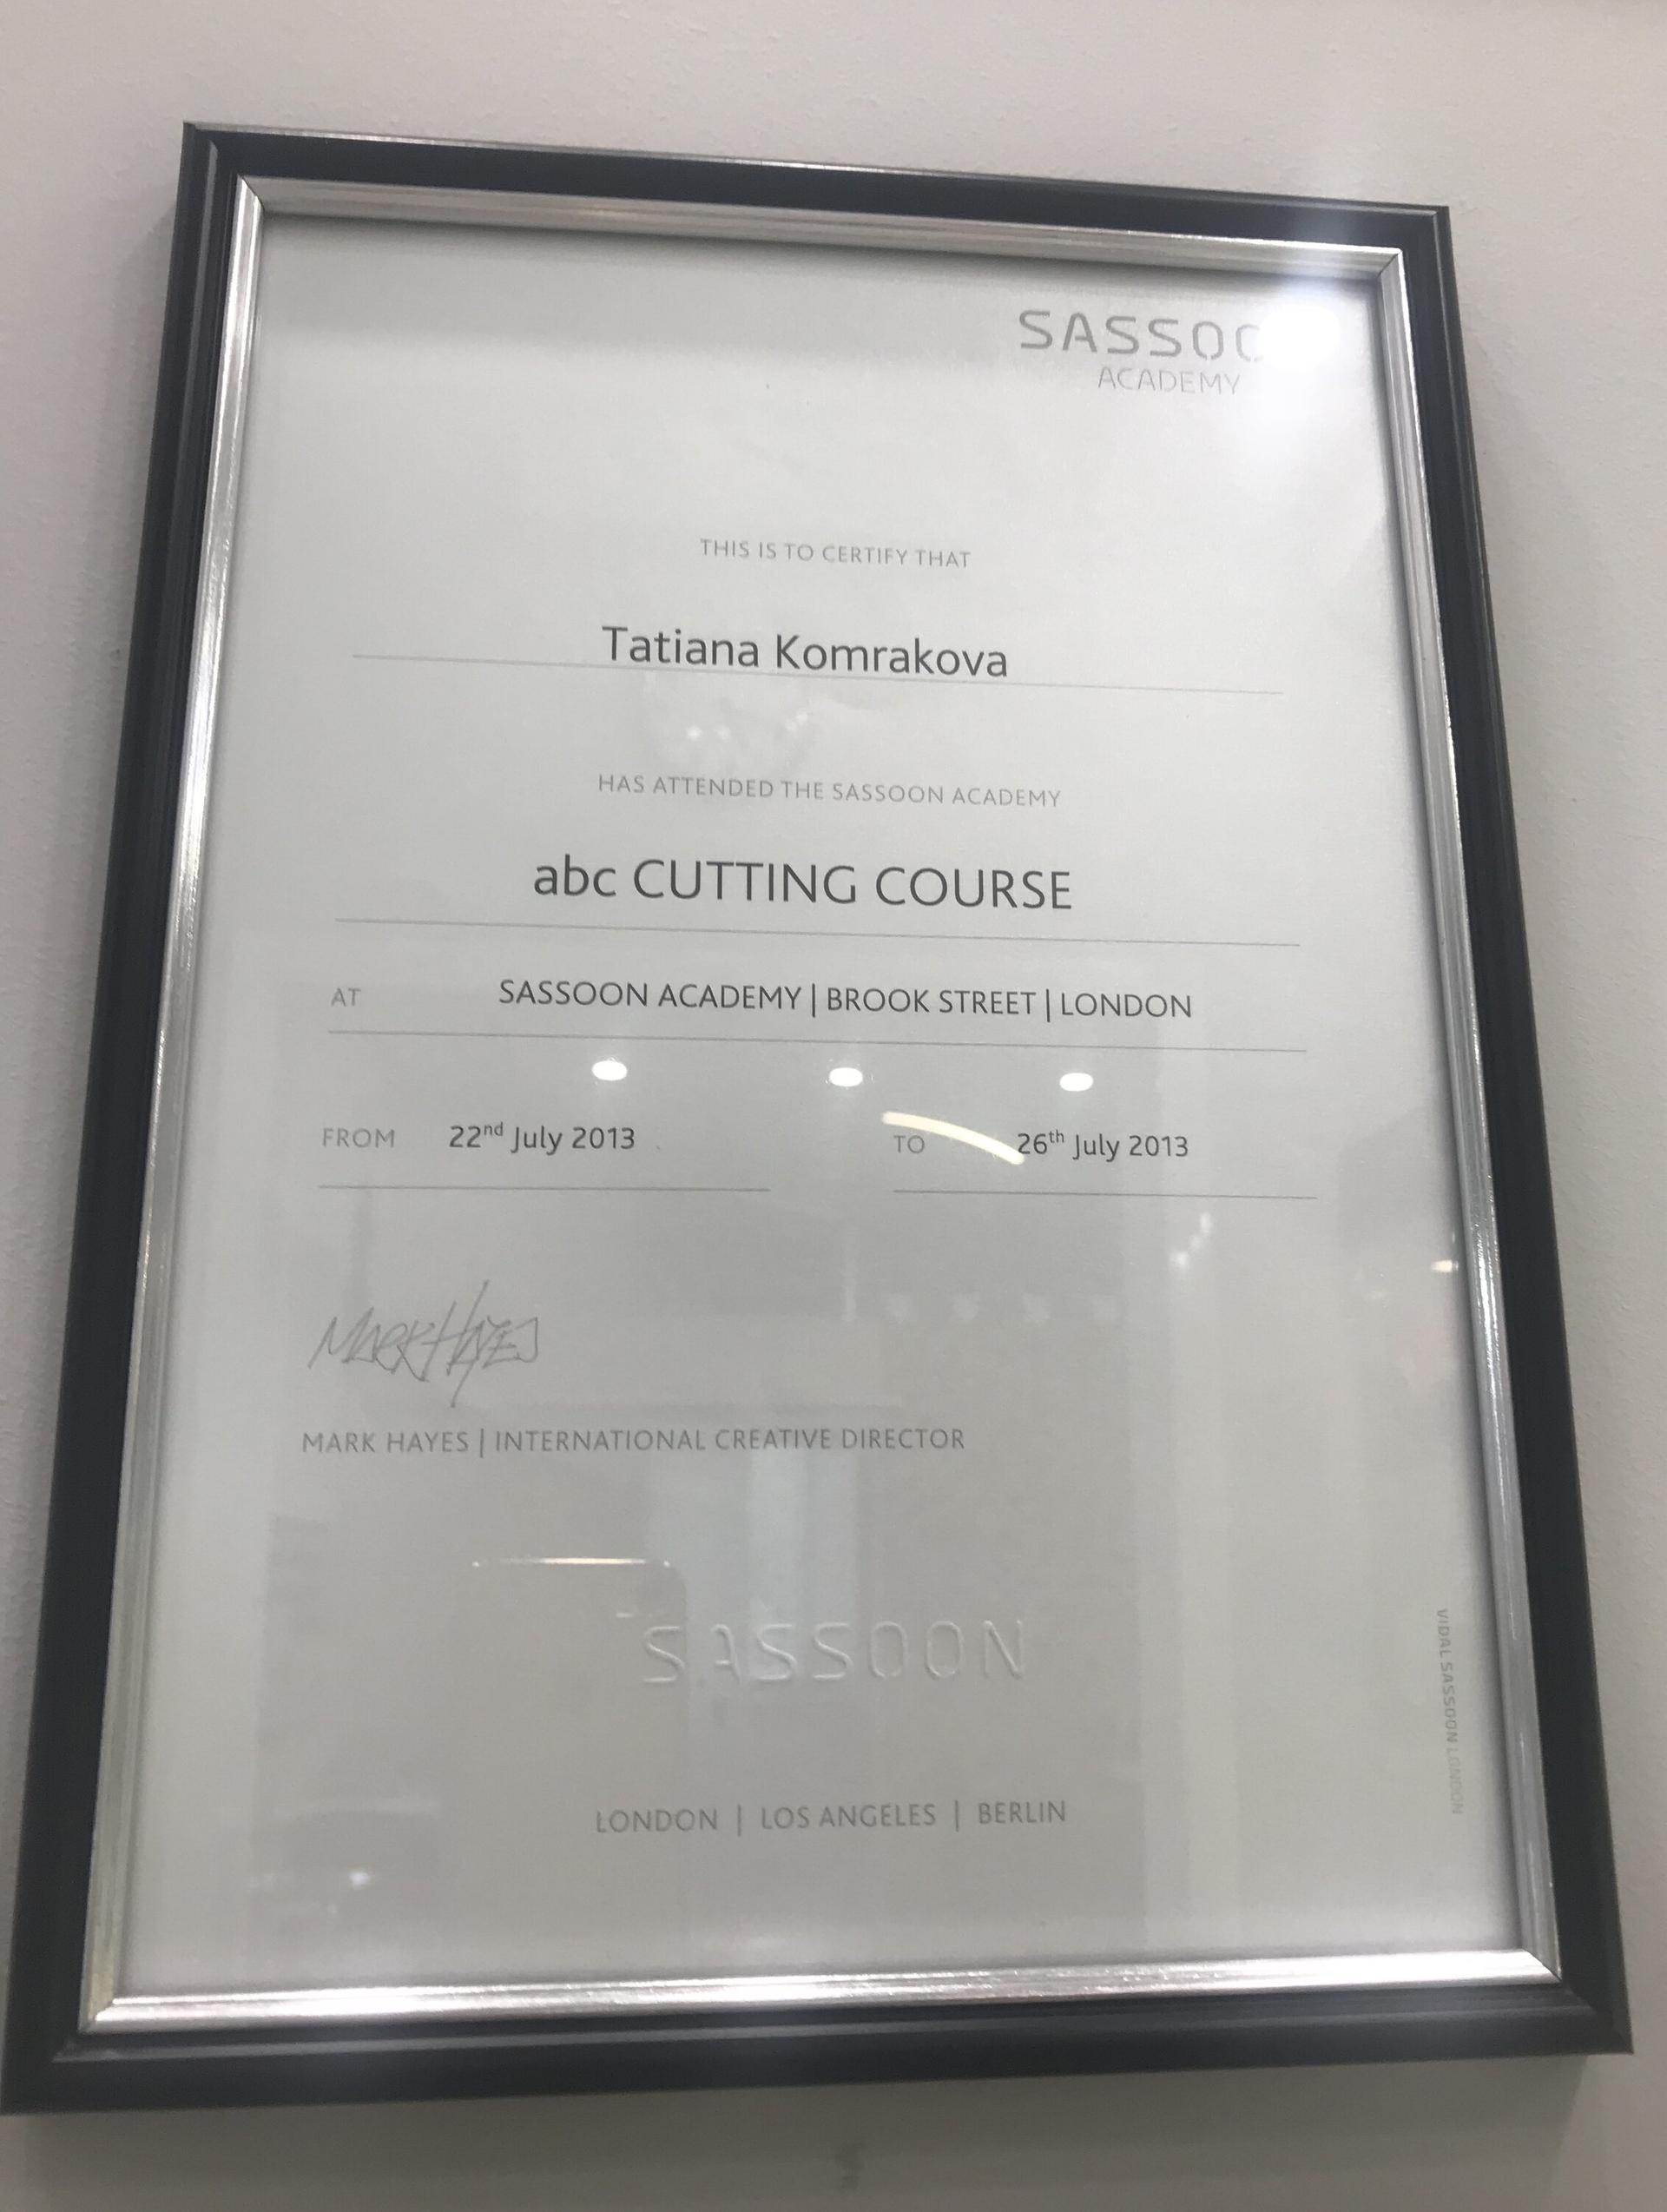 SASSOO
ACADEMY
THIS IS TO CERTIFY THAT
Tatiana Komrakova
HAS ATTENDED THE SASSOON ACADEMY
abc CUTTING COURSE
AT SASSOON ACADEMY | BROOK STREET | LONDON
FROM 22nd July 2013 TO 26th July 2013
MARK HAYES
MARK HAYES | INTERNATIONAL CREATIVE DIRECTOR
SASSOON
LONDON | LOS ANGELES | BERLIN
VIDAL SASSOON LONDON